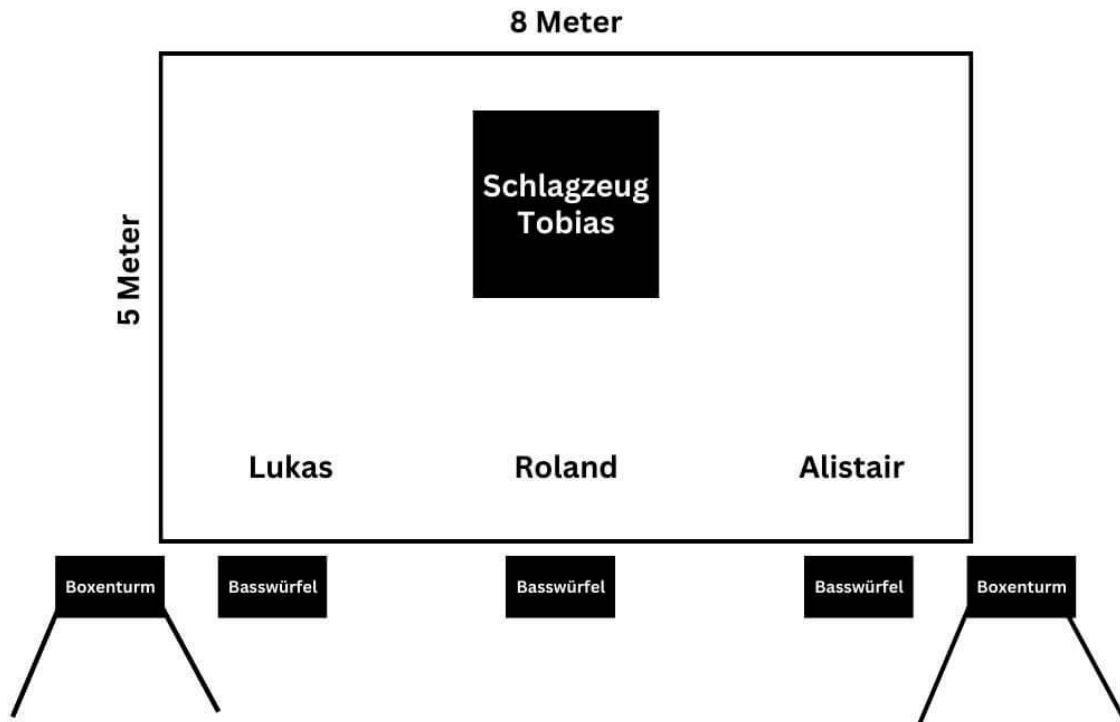 8 Meter
5 Meter
Schlagzeug
Tobias
Lukas
Roland
Alistair
Boxenturm
Basswürfel
Basswürfel
Basswürfel
Boxenturm